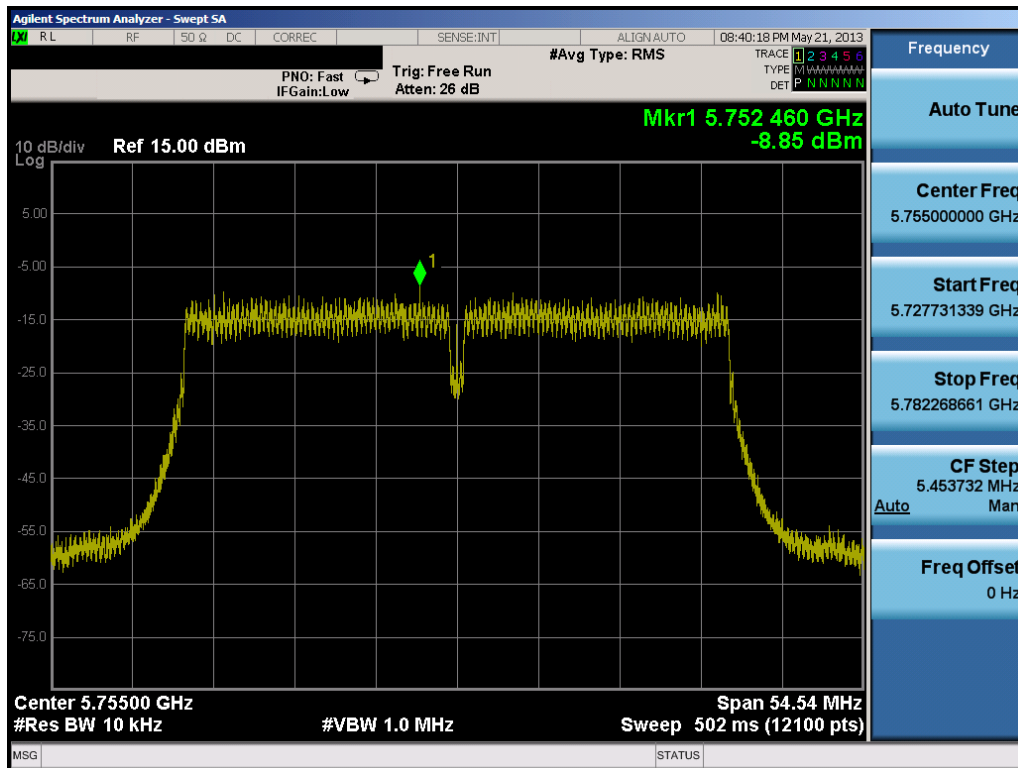 Agilent Spectrum Analyzer - Swept SA
LXI RL RF 50 Ω DC CORREC SENSE:INT ALIGN AUTO 08:40:18 PM May 21, 2013
#Avg Type: RMS TRACE 1 2 3 4 5 6
PNO: Fast Trig: Free Run TYPE M WWWWW
IFGain:Low Atten: 26 dB DET P N N N N N
Mkr1 5.752 460 GHz
-8.85 dBm
10 dB/div Ref 15.00 dBm
Log
1
5.00
-5.00
-15.0
-25.0
-35.0
-45.0
-55.0
-65.0
-75.0
Center 5.75500 GHz Span 54.54 MHz
#Res BW 10 kHz #VBW 1.0 MHz Sweep 502 ms (12100 pts)
MSG STATUS
Frequency
Auto Tune
Center Freq
5.755000000 GHz
Start Freq
5.727731339 GHz
Stop Freq
5.782268661 GHz
CF Step
5.453732 MHz
Auto Man
Freq Offset
0 Hz